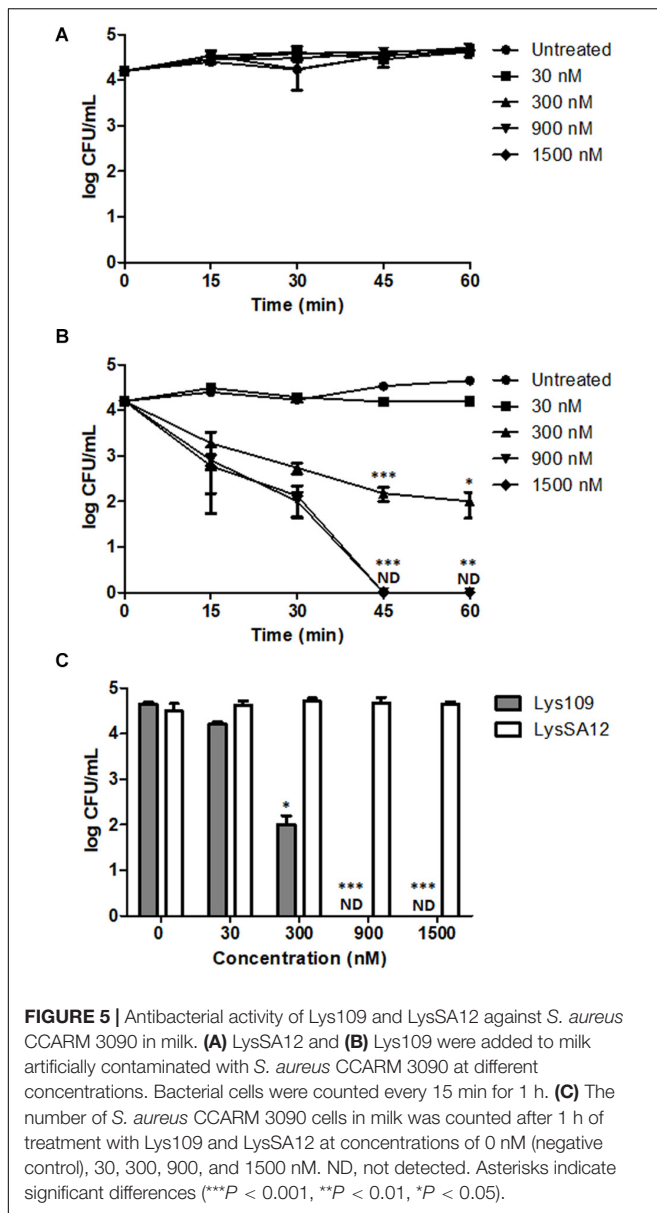 A
5
4
3
2
1
0
log CFU/mL
0 15 30 45 60
Time (min)
Untreated
30 nM
300 nM
900 nM
1500 nM
B
5
4
3
2
1
0
log CFU/mL
*** *
*** **
ND ND
0 15 30 45 60
Time (min)
Untreated
30 nM
300 nM
900 nM
1500 nM
C
5
4
3
2
1
0
log CFU/mL
*
*** ***
ND ND
0 30 300 900 1500
Concentration (nM)
Lys109
LysSA12
FIGURE 5 | Antibacterial activity of Lys109 and LysSA12 against S. aureus
CCARM 3090 in milk. (A) LysSA12 and (B) Lys109 were added to milk
artificially contaminated with S. aureus CCARM 3090 at different
concentrations. Bacterial cells were counted every 15 min for 1 h. (C) The
number of S. aureus CCARM 3090 cells in milk was counted after 1 h of
treatment with Lys109 and LysSA12 at concentrations of 0 nM (negative
control), 30, 300, 900, and 1500 nM. ND, not detected. Asterisks indicate
significant differences (***P < 0.001, **P < 0.01, *P < 0.05).